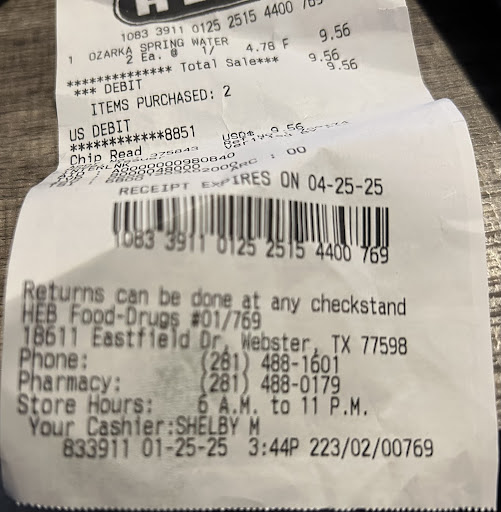 1083 3911 0125 2515 4400
1 OZARKA SPRING WATER
2 Ea. @ 1/ 4.78 F 9.56
************** Total Sale*** 9.56
*** DEBIT 9.56
ITEMS PURCHASED: 2
US DEBIT
************8851
Chip Read USD$ 9.56
RECEIPT EXPIRES ON 04-25-25
1083 3911 0125 2515 4400 769
Returns can be done at any checkstand
HEB Food-Drugs #01/769
18611 Eastfield Dr, Webster, TX 77598
Phone: (281) 488-1601
Pharmacy: (281) 488-0179
Store Hours: 6 A.M. to 11 P.M.
Your Cashier:SHELBY M
833911 01-25-25 3:44P 223/02/00769